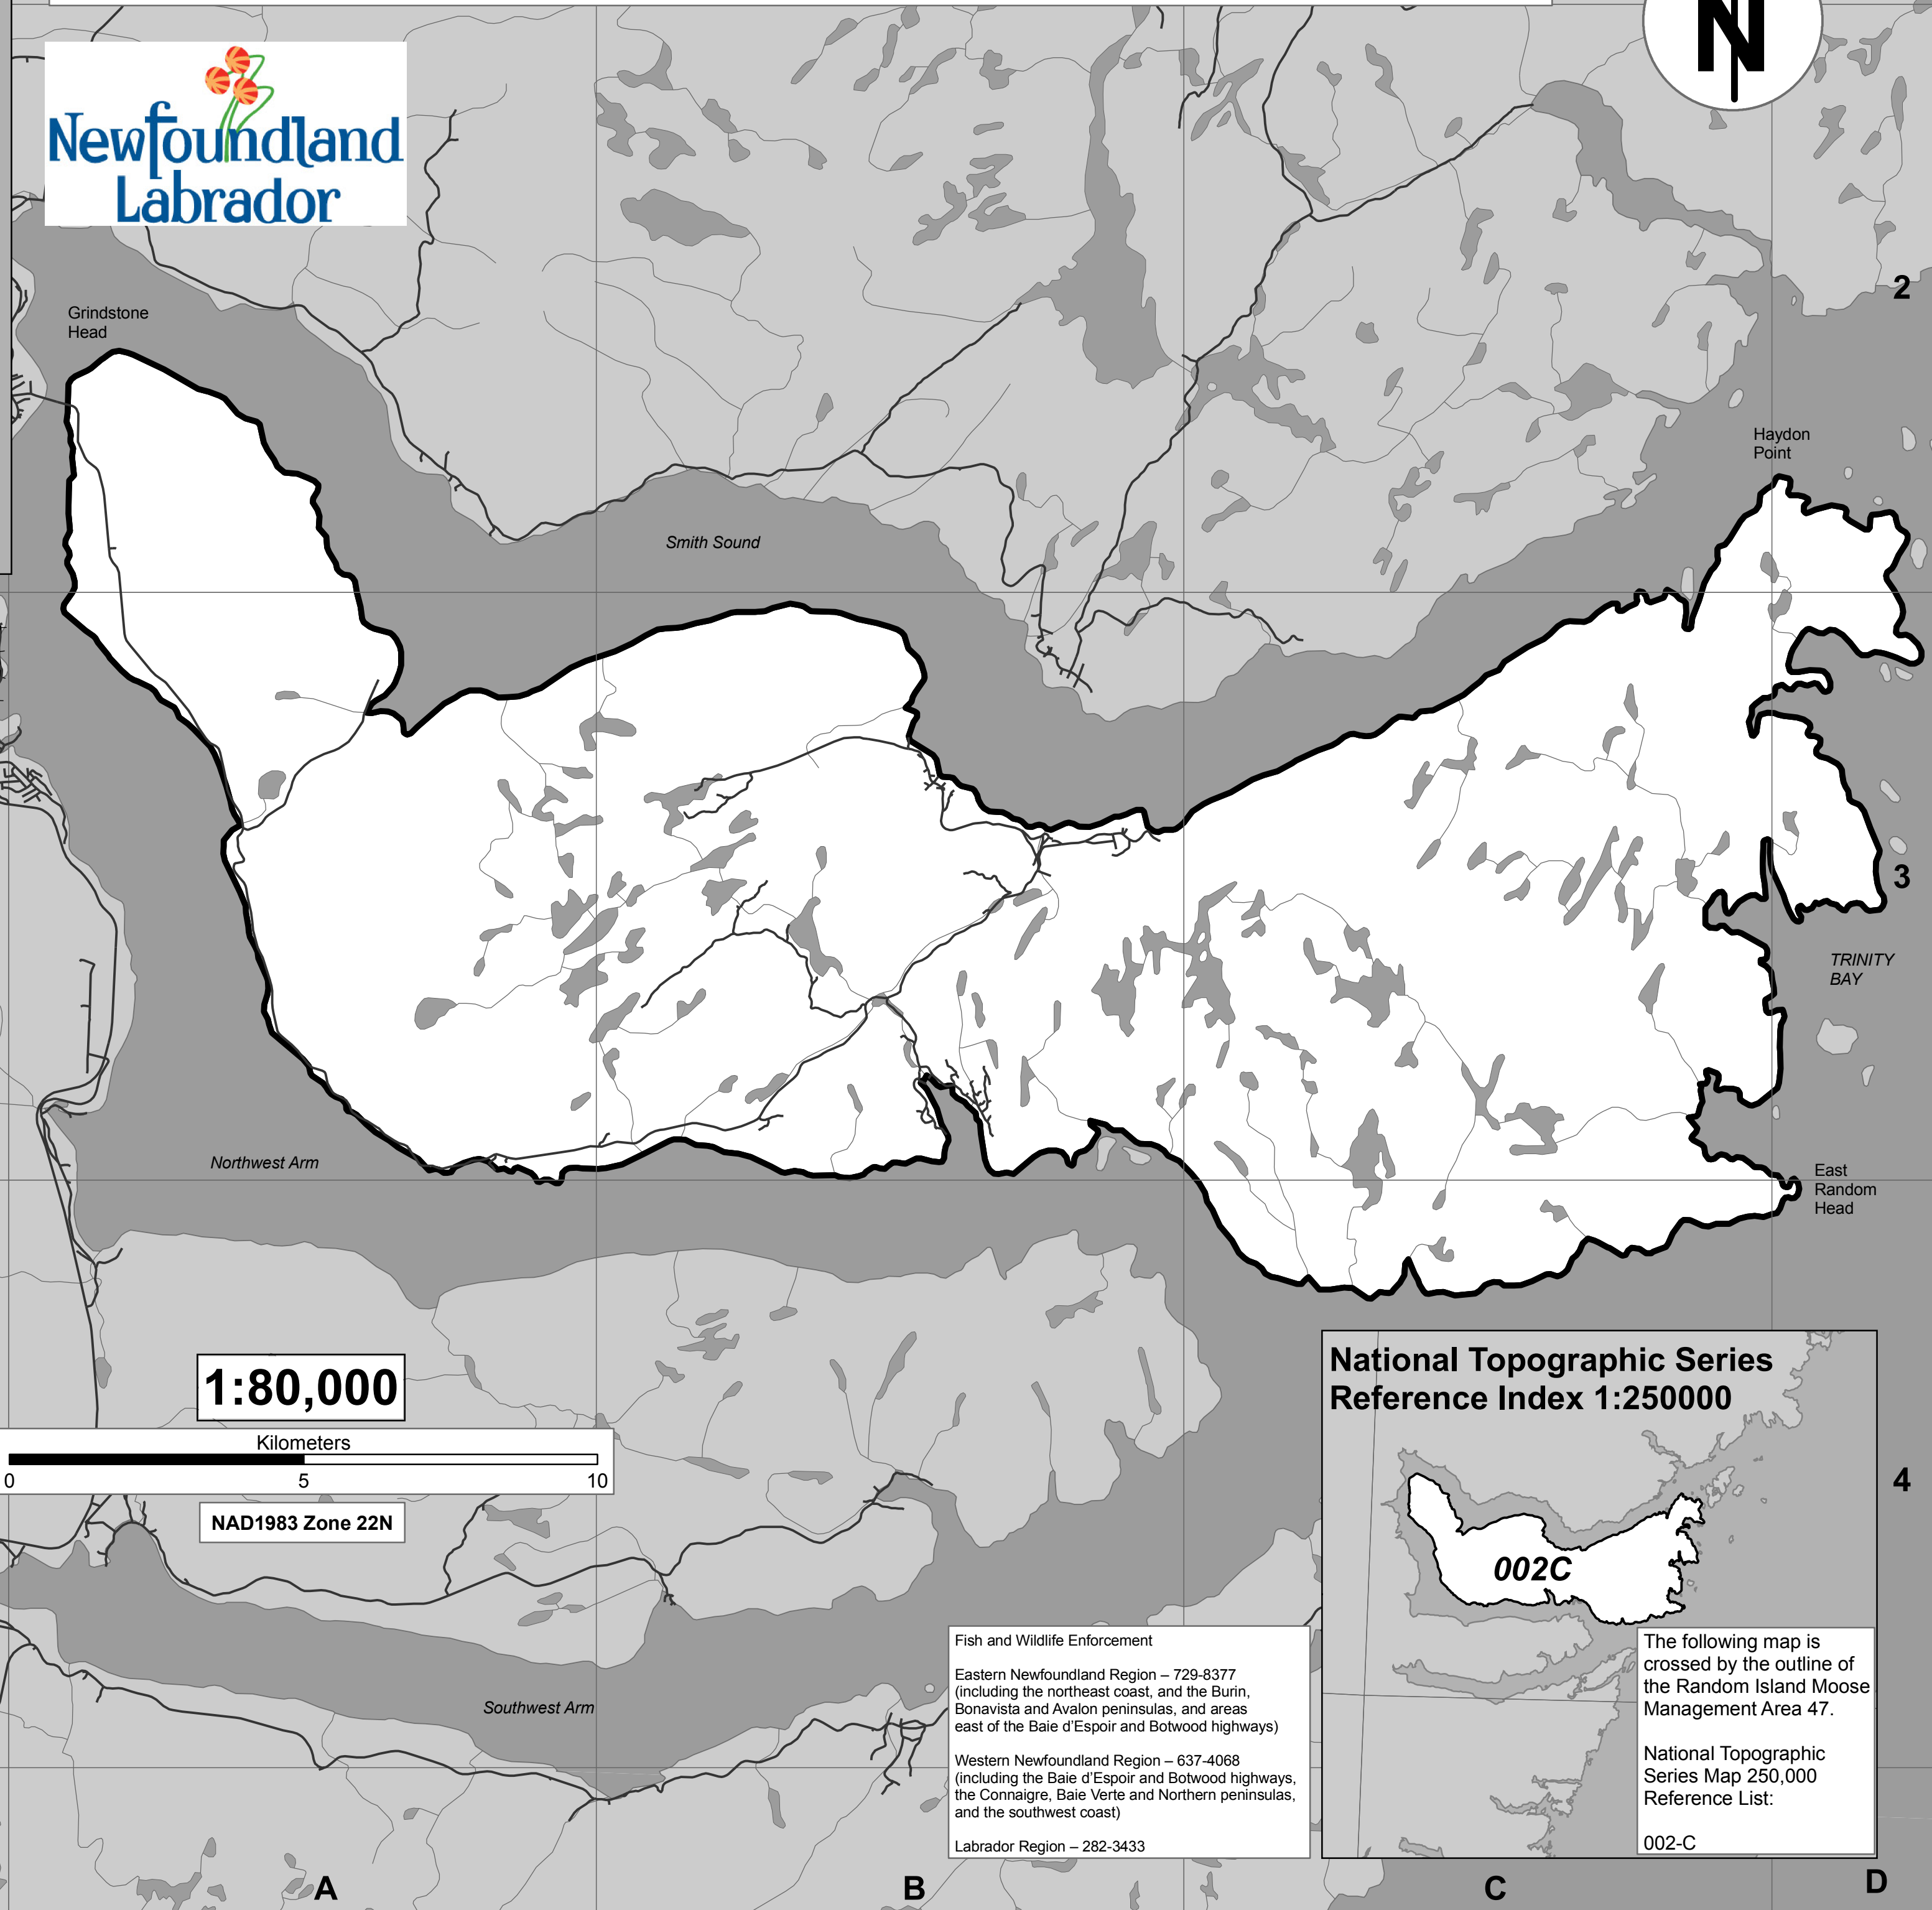 Newfoundland
Labrador
N
2
Grindstone
Head
Haydon
Point
Smith Sound
3
TRINITY
BAY
Northwest Arm
East
Random
Head
1:80,000
Kilometers
0 5 10
NAD1983 Zone 22N
Southwest Arm
National Topographic Series
Reference Index 1:250000
002C
4
The following map is
crossed by the outline of
the Random Island Moose
Management Area 47.
National Topographic
Series Map 250,000
Reference List:
002-C
Fish and Wildlife Enforcement
Eastern Newfoundland Region – 729-8377
(including the northeast coast, and the Burin,
Bonavista and Avalon peninsulas, and areas
east of the Baie d’Espoir and Botwood highways)
Western Newfoundland Region – 637-4068
(including the Baie d’Espoir and Botwood highways,
the Connaigre, Baie Verte and Northern peninsulas,
and the southwest coast)
Labrador Region – 282-3433
A B C D